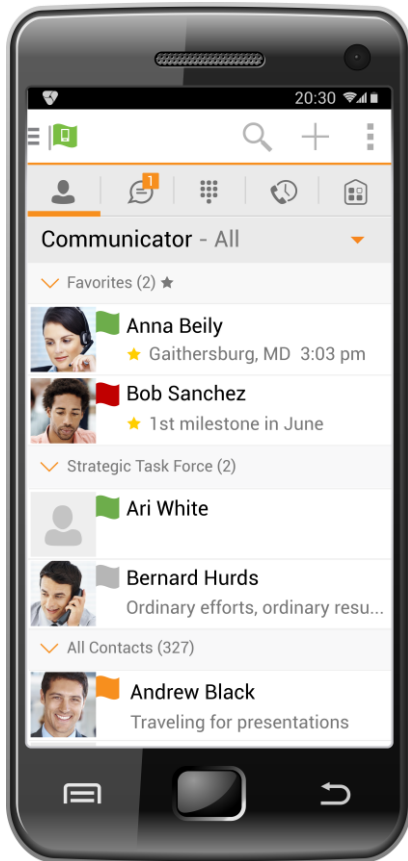 20:30
1
Communicator - All
Favorites (2)
Anna Beily
Gaithersburg, MD 3:03 pm
Bob Sanchez
1st milestone in June
Strategic Task Force (2)
Ari White
Bernard Hurds
Ordinary efforts, ordinary resu...
All Contacts (327)
Andrew Black
Traveling for presentations